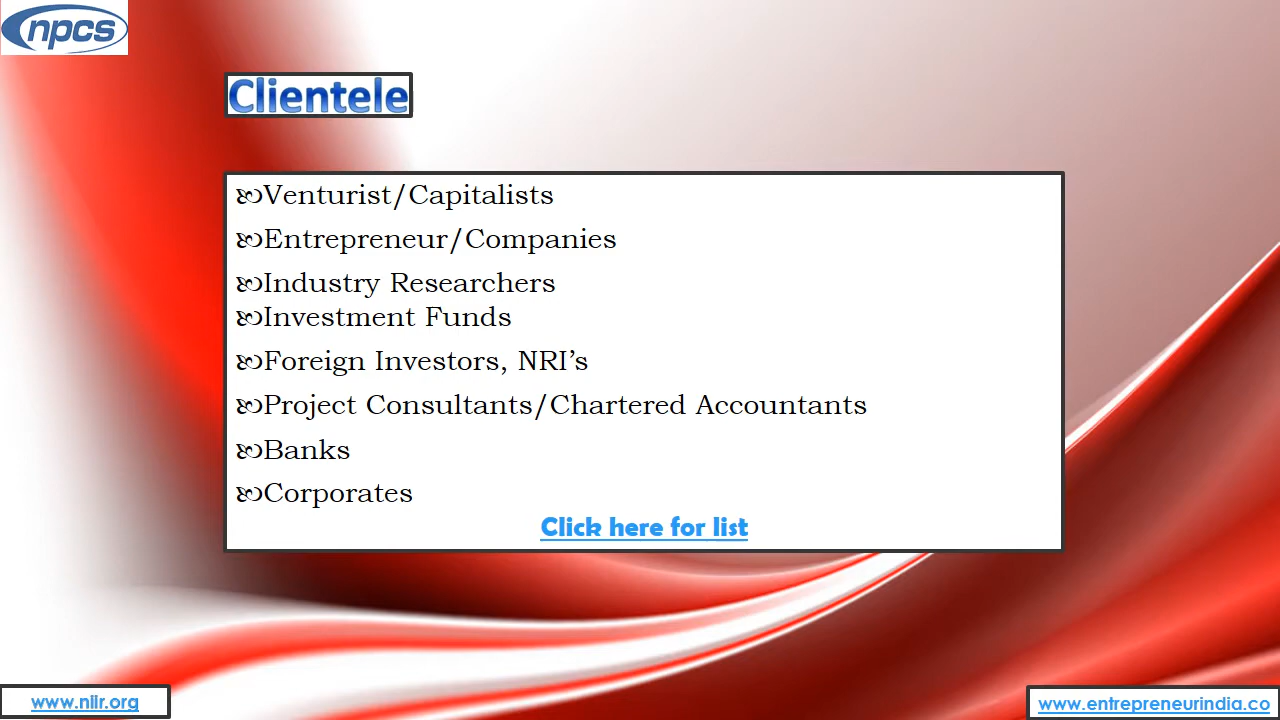 npcs
Clientele
Venturist/Capitalists
Entrepreneur/Companies
Industry Researchers
Investment Funds
Foreign Investors, NRI’s
Project Consultants/Chartered Accountants
Banks
Corporates
Click here for list
www.niir.org
www.entrepreneurindia.co